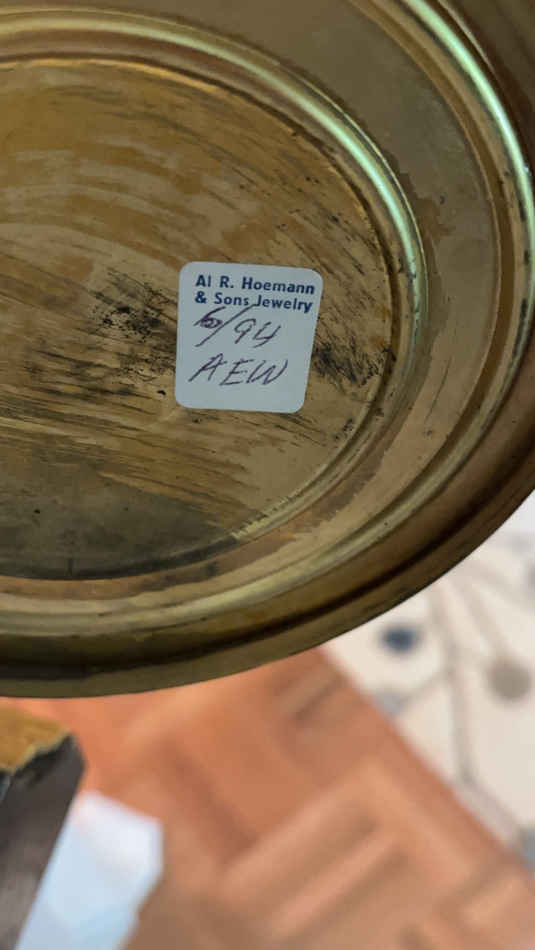 Al R. Hoemann
& Sons Jewelry
6/94
AEW